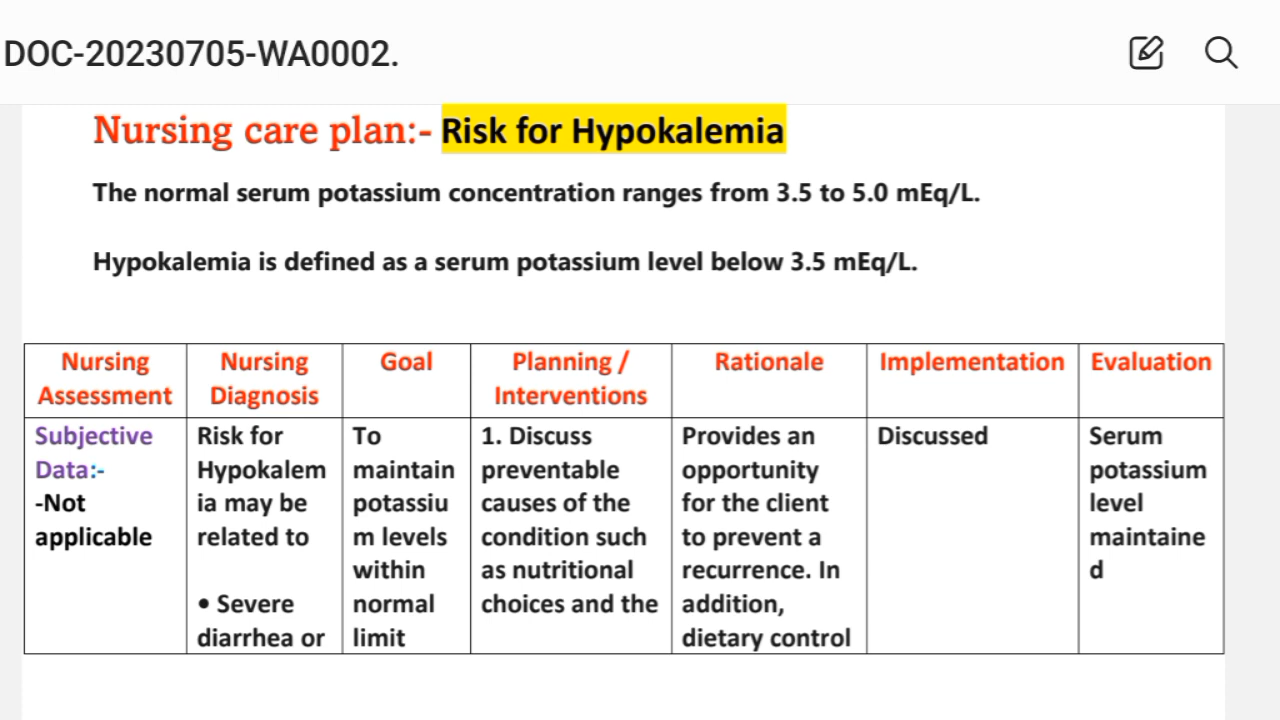 DOC-20230705-WA0002.
Nursing care plan:- Risk for Hypokalemia
The normal serum potassium concentration ranges from 3.5 to 5.0 mEq/L.
Hypokalemia is defined as a serum potassium level below 3.5 mEq/L.
Nursing
Assessment
Nursing
Diagnosis
Goal
Planning /
Interventions
Rationale
Implementation
Evaluation
Subjective
Data:-
-Not
applicable
Risk for
Hypokalem
ia may be
related to
• Severe
diarrhea or
To
maintain
potassiu
m levels
within
normal
limit
1. Discuss
preventable
causes of the
condition such
as nutritional
choices and the
Provides an
opportunity
for the client
to prevent a
recurrence. In
addition,
dietary control
Discussed
Serum
potassium
level
maintaine
d